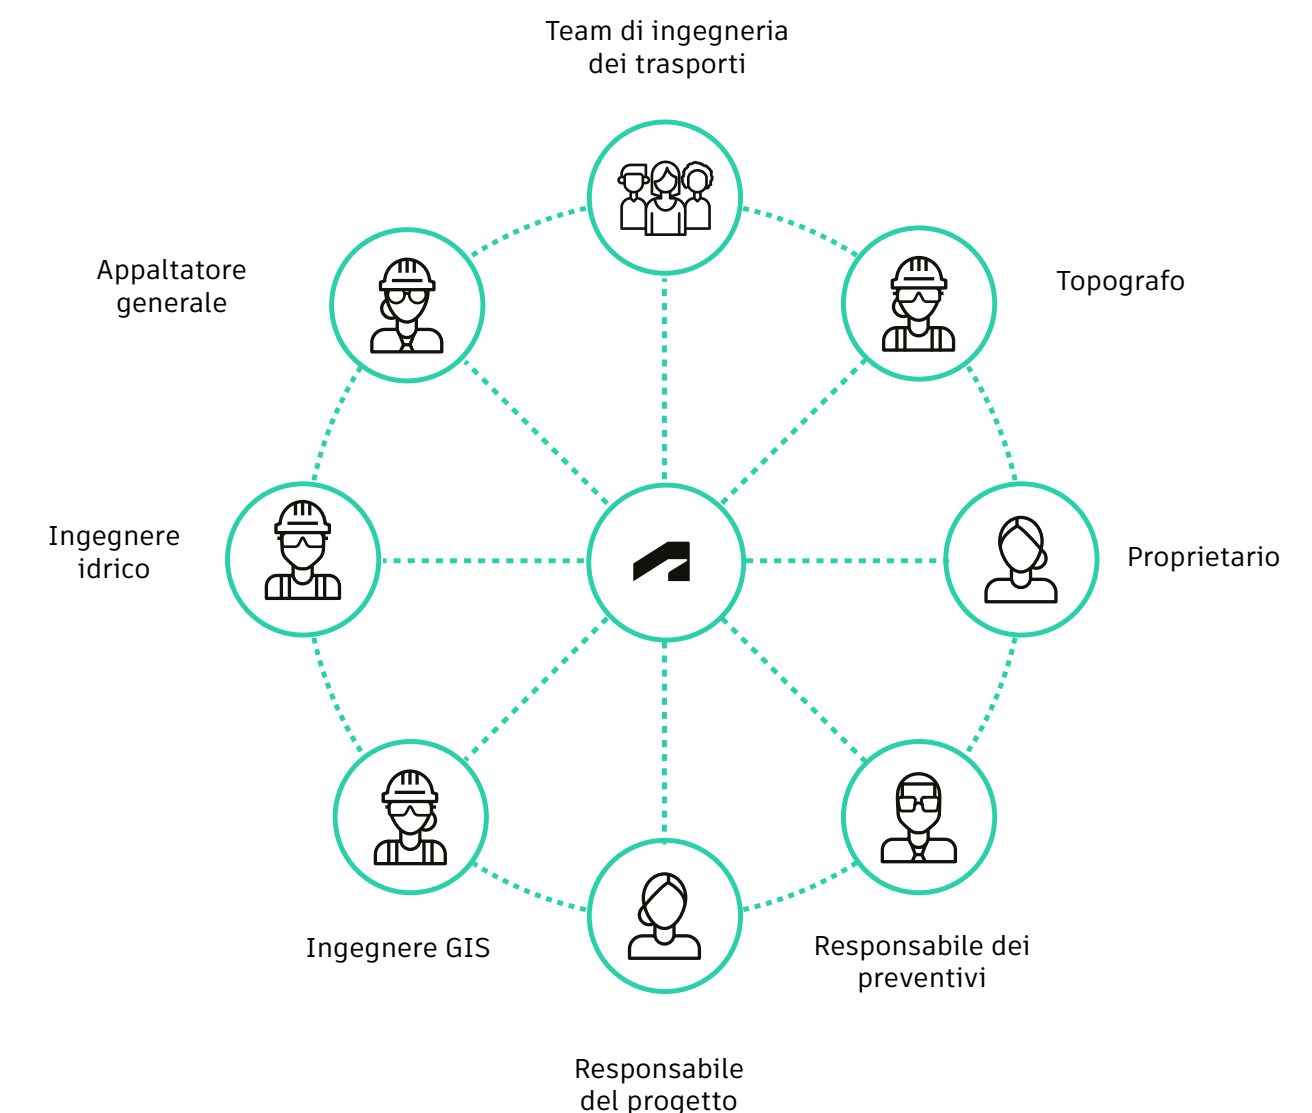 Team di ingegneria
dei trasporti
Appaltatore
generale
Topografo
Ingegnere
idrico
Proprietario
Ingegnere GIS
Responsabile dei
preventivi
Responsabile
del progetto